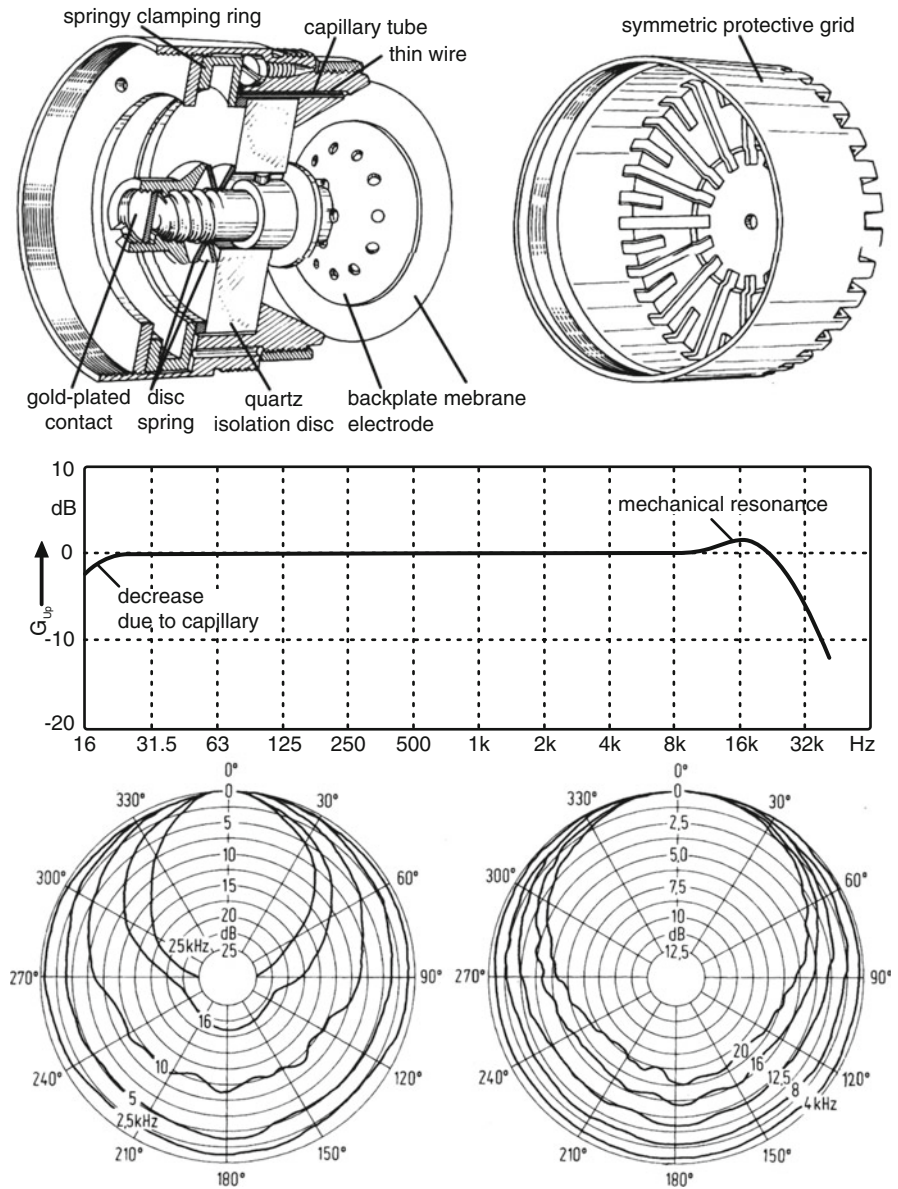 springy clamping ring
capillary tube
thin wire
symmetric protective grid
gold-plated
contact
disc
spring
quartz
isolation disc
backplate
electrode
mebrane
10
dB
0
-10
-20
G_Up
mechanical resonance
decrease
due to capillary
16 31.5 63 125 250 500 1k 2k 4k 8k 16k 32k Hz
0°
330° 30°
300° 60°
270° 90°
240° 120°
210° 150°
180°
0
5
10
15
20
dB
25
25kHz
16
10
5
2,5kHz
0°
330° 30°
300° 60°
270° 90°
240° 120°
210° 150°
180°
0
2,5
5,0
7,5
10
dB
12,5
20
16
12,5
8
4kHz